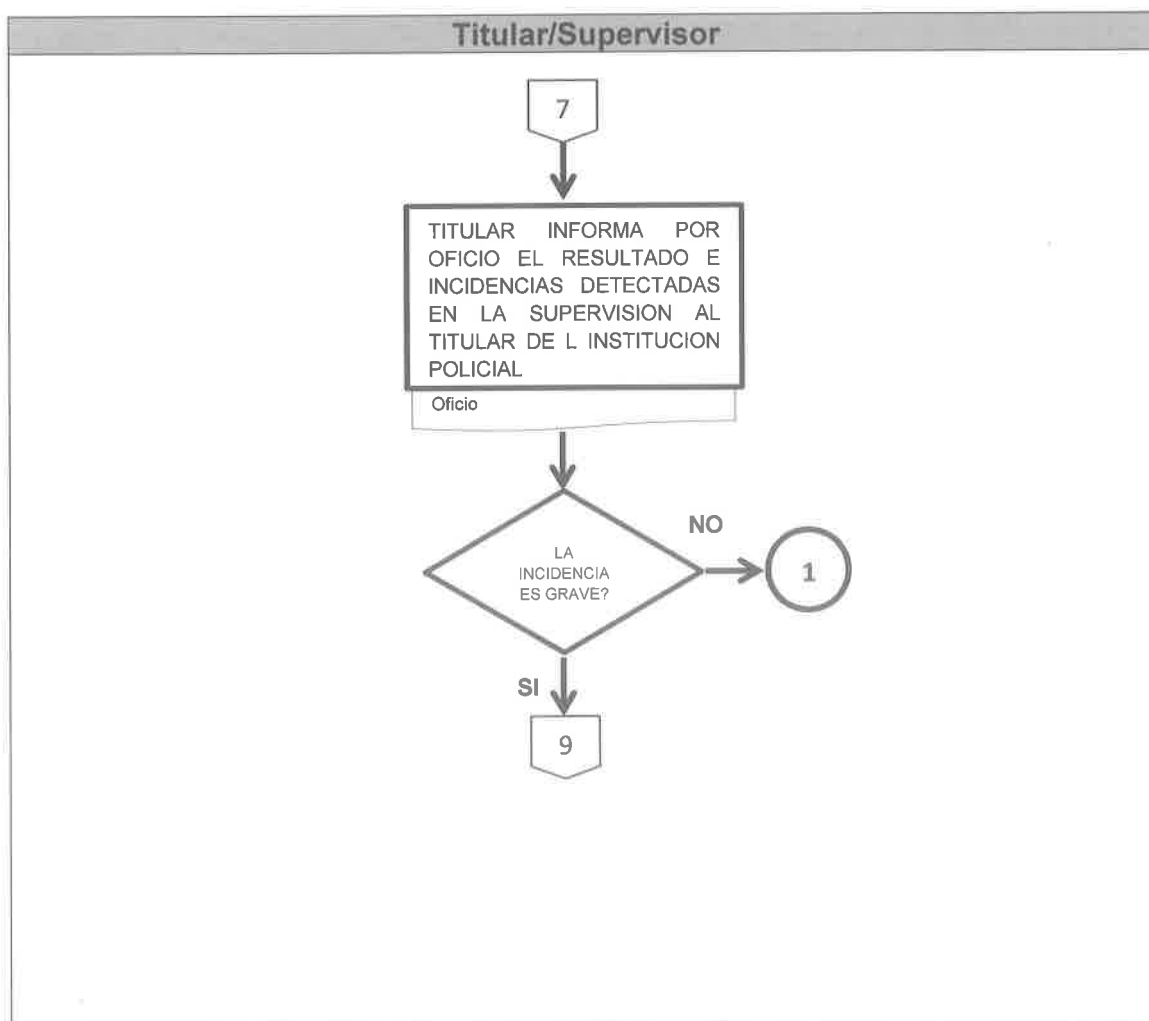 Titular/Supervisor
7
TITULAR INFORMA POR
OFICIO EL RESULTADO E
INCIDENCIAS DETECTADAS
EN LA SUPERVISION AL
TITULAR DE L INSTITUCION
POLICIAL
Oficio
LA
INCIDENCIA
ES GRAVE?
NO
1
SI
9